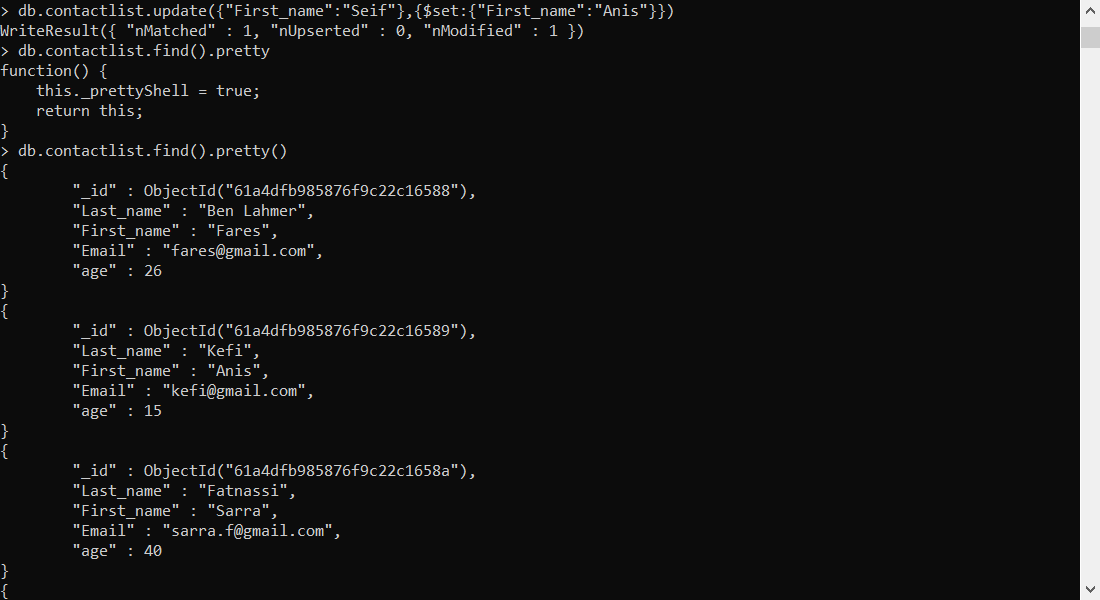 > db.contactlist.update({"First_name":"Seif"},{$set:{"First_name":"Anis"}})
WriteResult({ "nMatched" : 1, "nUpserted" : 0, "nModified" : 1 })
> db.contactlist.find().pretty
function() {
    this._prettyShell = true;
    return this;
}
> db.contactlist.find().pretty()
{
        "_id" : ObjectId("61a4dfb985876f9c22c16588"),
        "Last_name" : "Ben Lahmer",
        "First_name" : "Fares",
        "Email" : "fares@gmail.com",
        "age" : 26
}
{
        "_id" : ObjectId("61a4dfb985876f9c22c16589"),
        "Last_name" : "Kefi",
        "First_name" : "Anis",
        "Email" : "kefi@gmail.com",
        "age" : 15
}
{
        "_id" : ObjectId("61a4dfb985876f9c22c1658a"),
        "Last_name" : "Fatnassi",
        "First_name" : "Sarra",
        "Email" : "sarra.f@gmail.com",
        "age" : 40
}
{